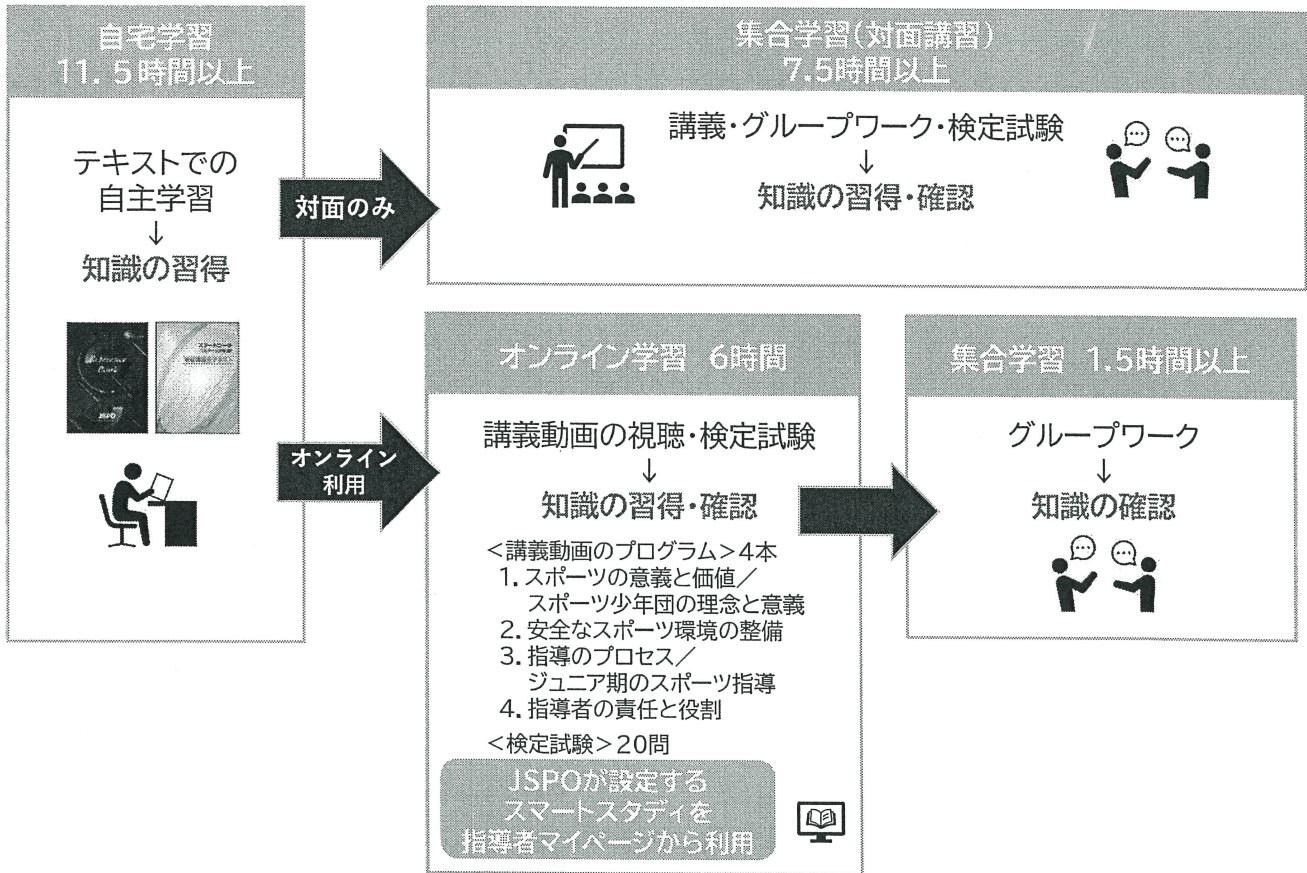 自宅学習
11.5時間以上
テキストでの
自主学習
↓
知識の習得
Reference
Book
JSPO
対面のみ
集合学習(対面講習)
7.5時間以上
講義・グループワーク・検定試験
↓
知識の習得・確認
オンライン
利用
オンライン学習 6時間
講義動画の視聴・検定試験
↓
知識の習得・確認
<講義動画のプログラム>4本
1. スポーツの意義と価値/
スポーツ少年団の理念と意義
2. 安全なスポーツ環境の整備
3. 指導のプロセス/
ジュニア期のスポーツ指導
4. 指導者の責任と役割
<検定試験>20問
JSPOが設定する
スマートスタディを
指導者マイページから利用
集合学習 1.5時間以上
グループワーク
↓
知識の確認